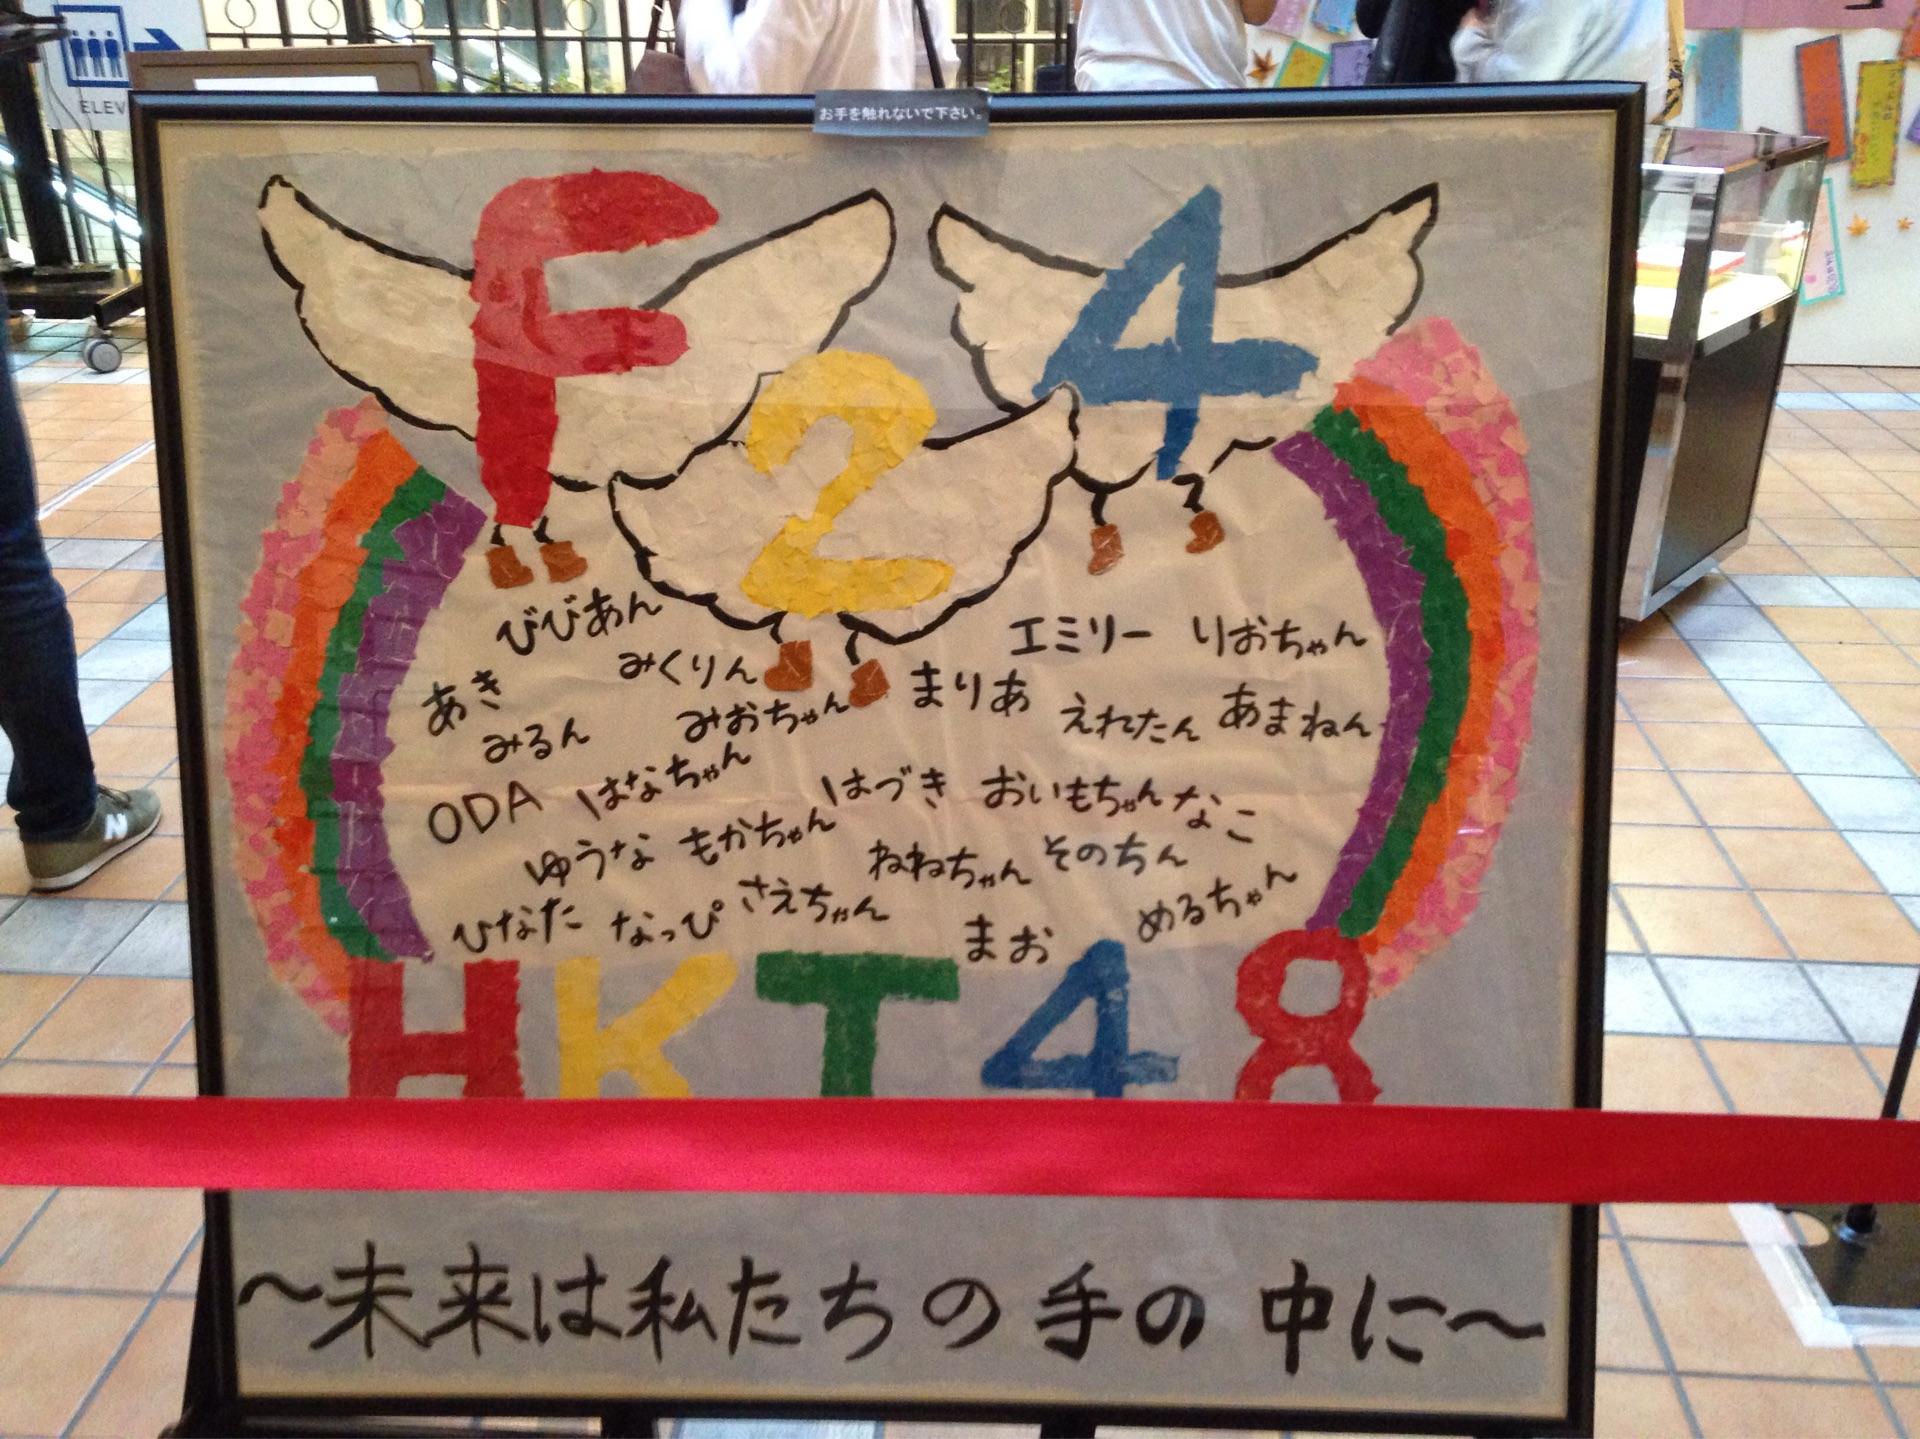 ELEV
お手を触れないで下さい。
F24
びびあん
エミリー りおちゃん
みくりん
あき
まりあ
みるん
みおちゃん
えれたん
あまねん
ODA
はなちゃん
はづき
おいもちゃん
なこ
ゆうな
もかちゃん
ねねちゃん
そのちん
ひなた
なっぴ
さえちゃん
まお
めるちゃん
HKT48
～未来は私たちの手の中に～
N